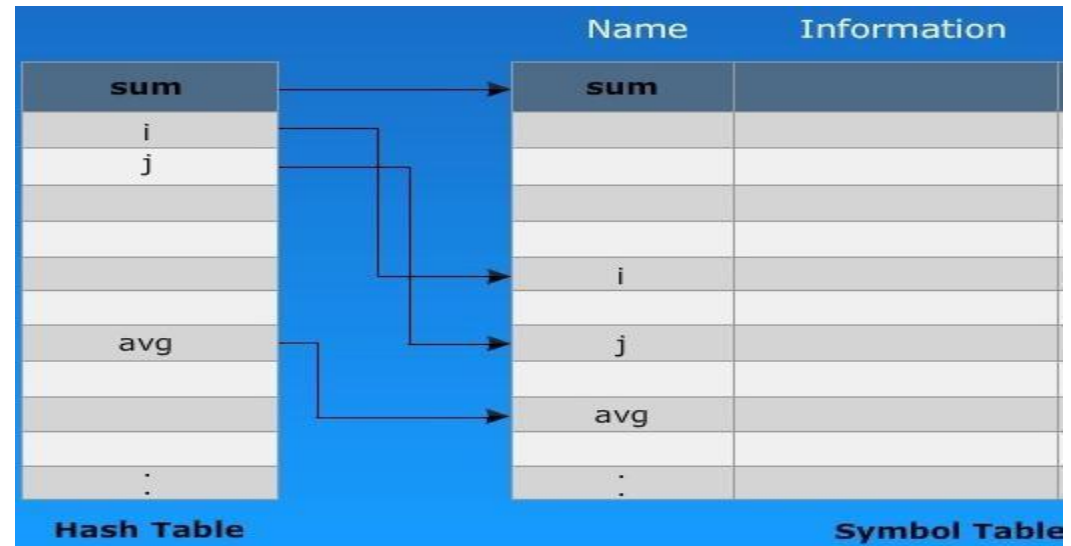 Name Information
sum sum
i
j
i
avg j
avg
: :
Hash Table Symbol Table